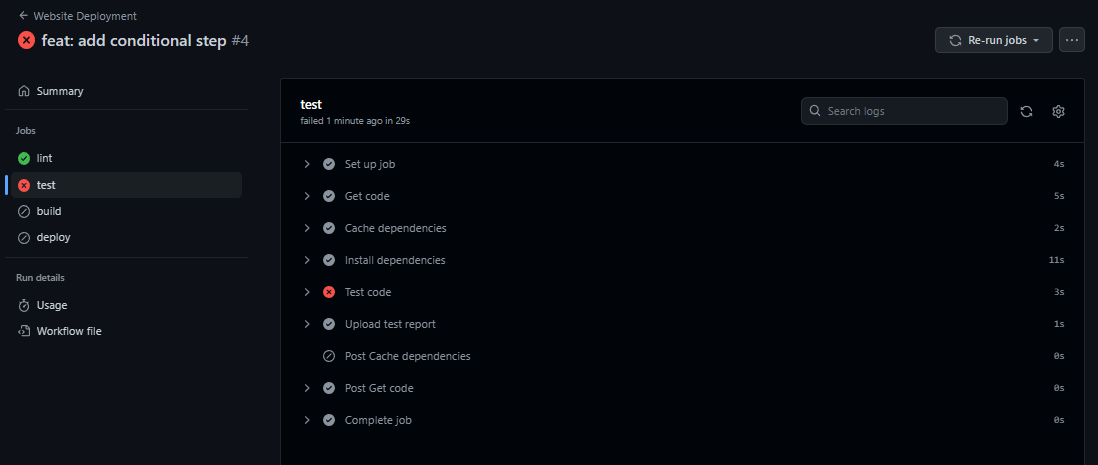 Website Deployment
feat: add conditional step #4
Re-run jobs
Summary
Jobs
lint
test
build
deploy
Run details
Usage
Workflow file
test
failed 1 minute ago in 29s
Search logs
Set up job 4s
Get code 5s
Cache dependencies 2s
Install dependencies 11s
Test code 3s
Upload test report 1s
Post Cache dependencies 0s
Post Get code 0s
Complete job 0s